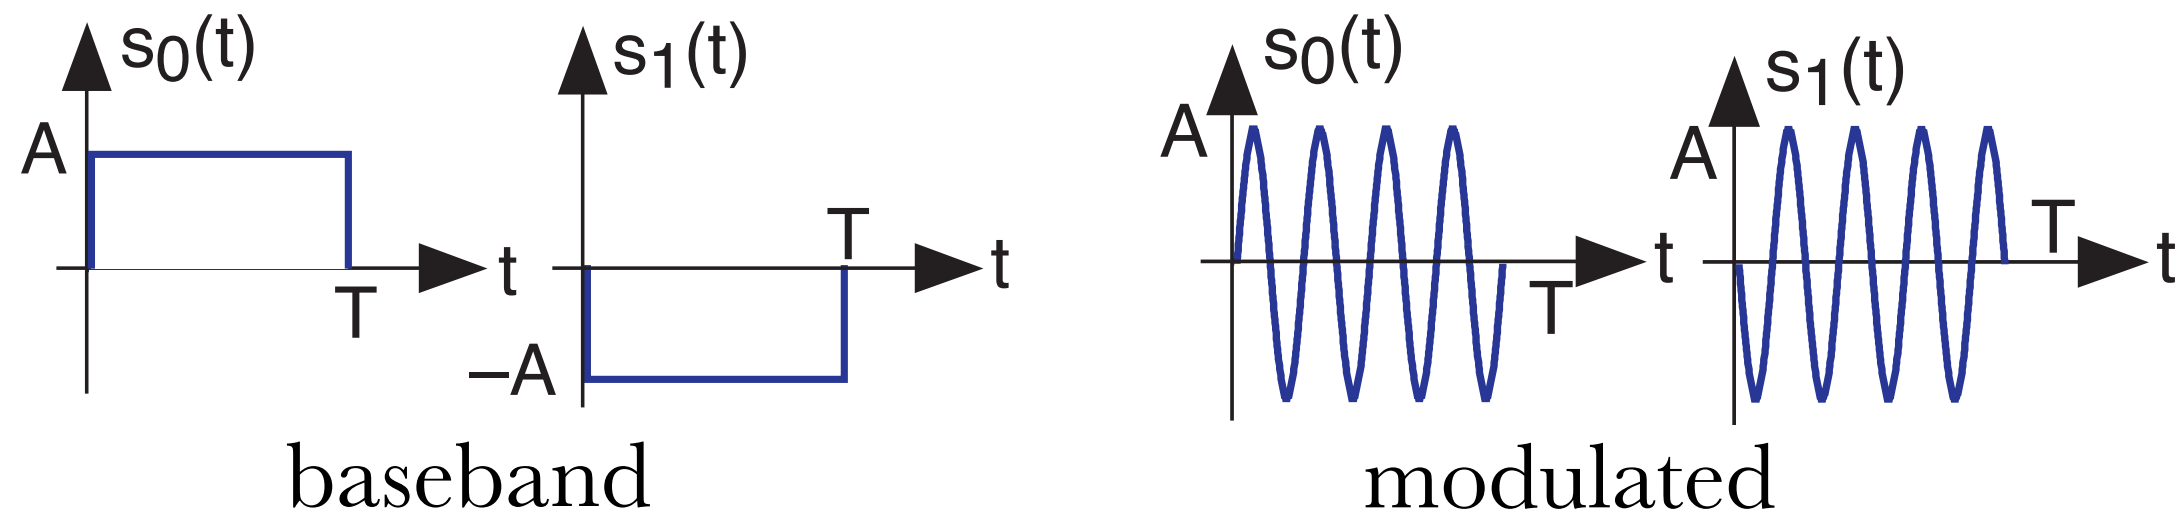 s0(t)
A
T
t
s1(t)
T
t
–A
baseband
s0(t)
A
T
t
s1(t)
A
T
t
modulated